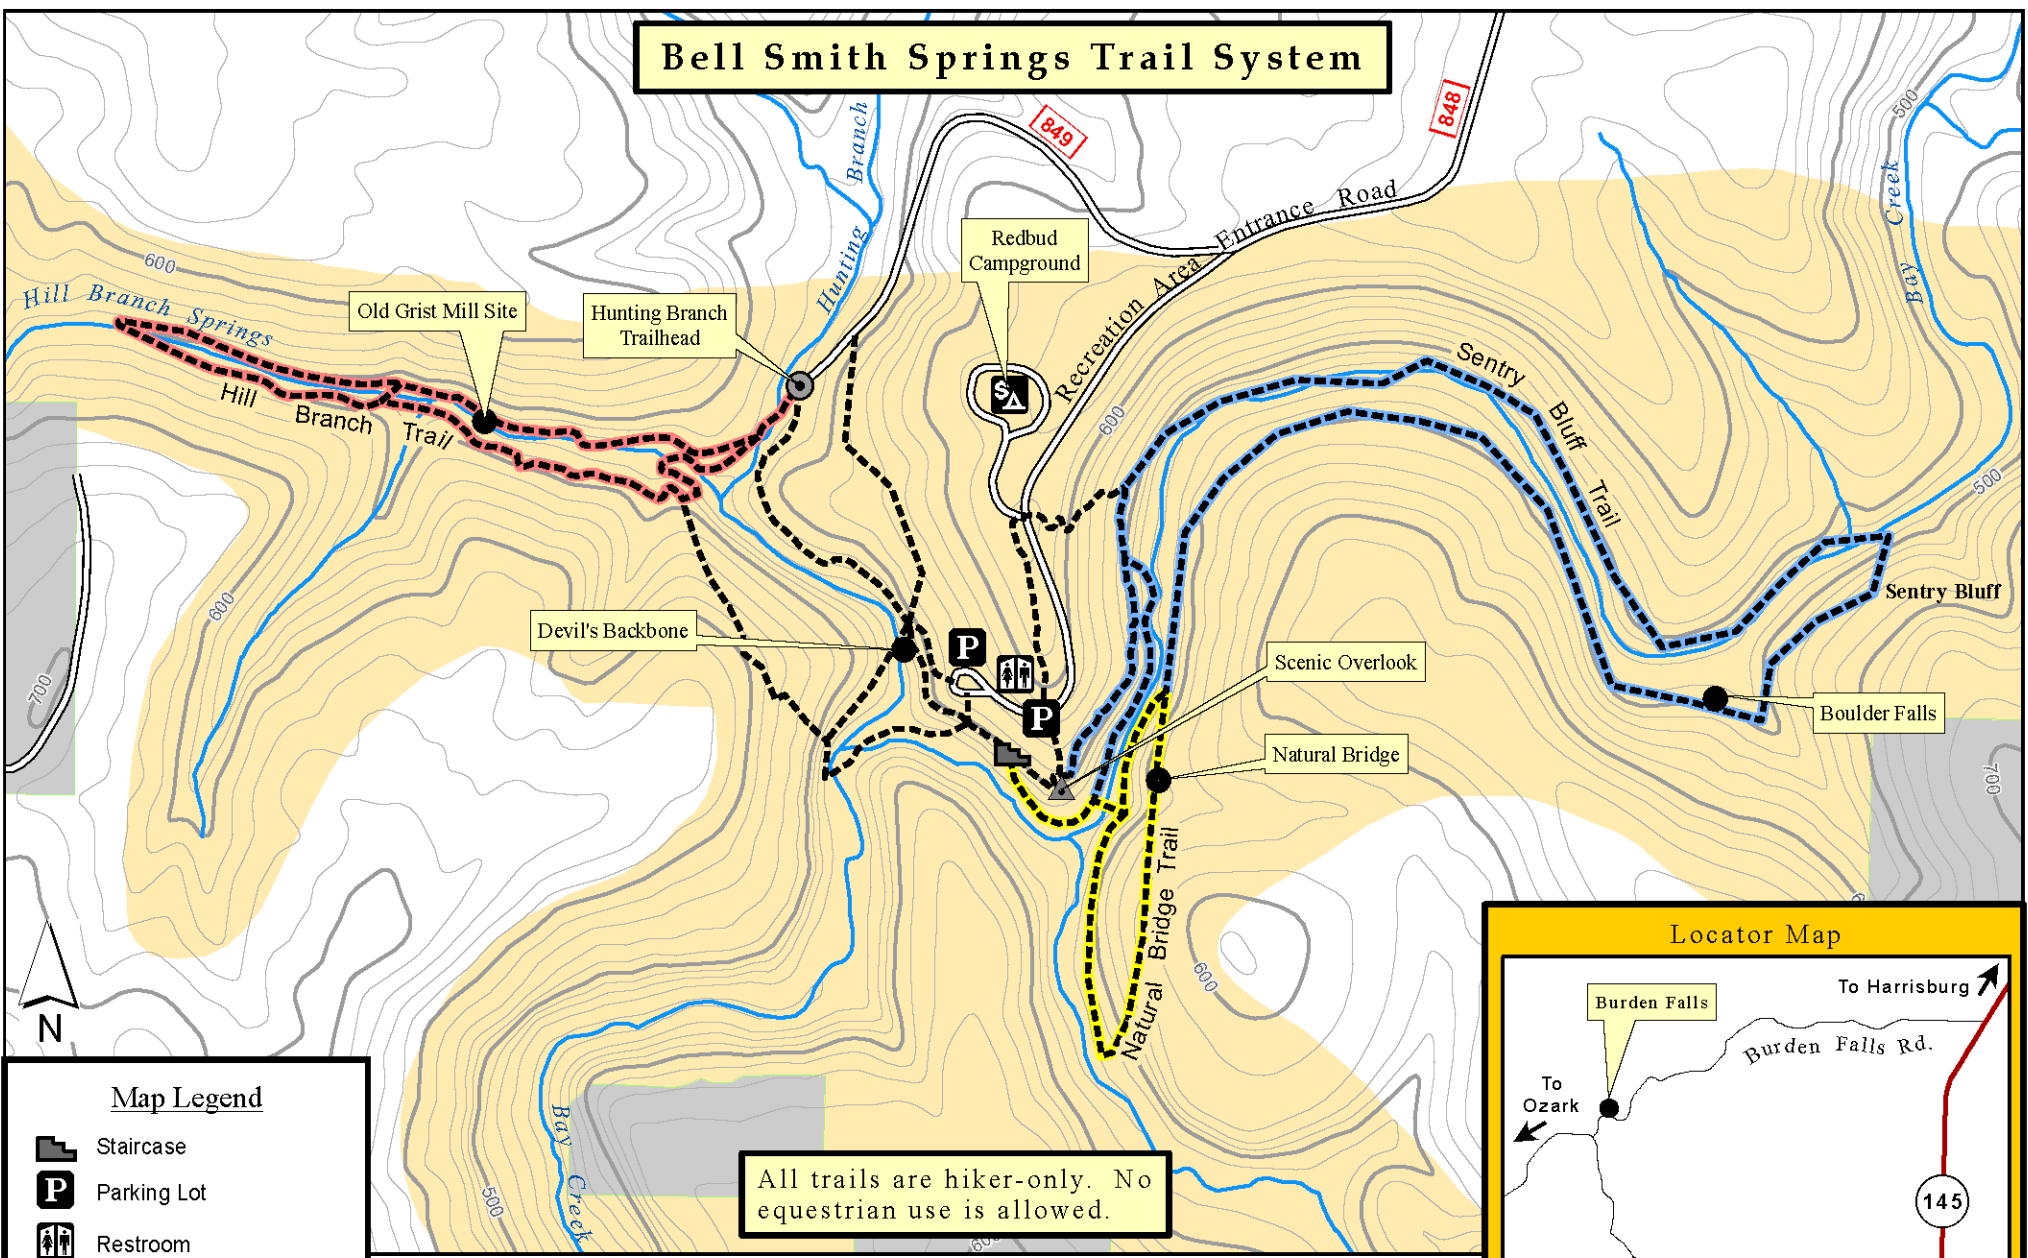 Bell Smith Springs Trail System
849
848
500
Hunting Branch
Bay Creek
Redbud
Campground
Recreation Area Entrance Road
600
Hill Branch Springs
Old Grist Mill Site
Hunting Branch
Trailhead
$
Hill Branch Trail
600
Sentry Bluff Trail
500
Sentry Bluff
600
Devil's Backbone
P
P
Scenic Overlook
Boulder Falls
Natural Bridge
700
700
Natural Bridge Trail
600
N
Bay Creek
500
All trails are hiker-only. No
equestrian use is allowed.
Map Legend
Staircase
P
Parking Lot
Restroom
Locator Map
To Harrisburg
Burden Falls
Burden Falls Rd.
To
Ozark
145